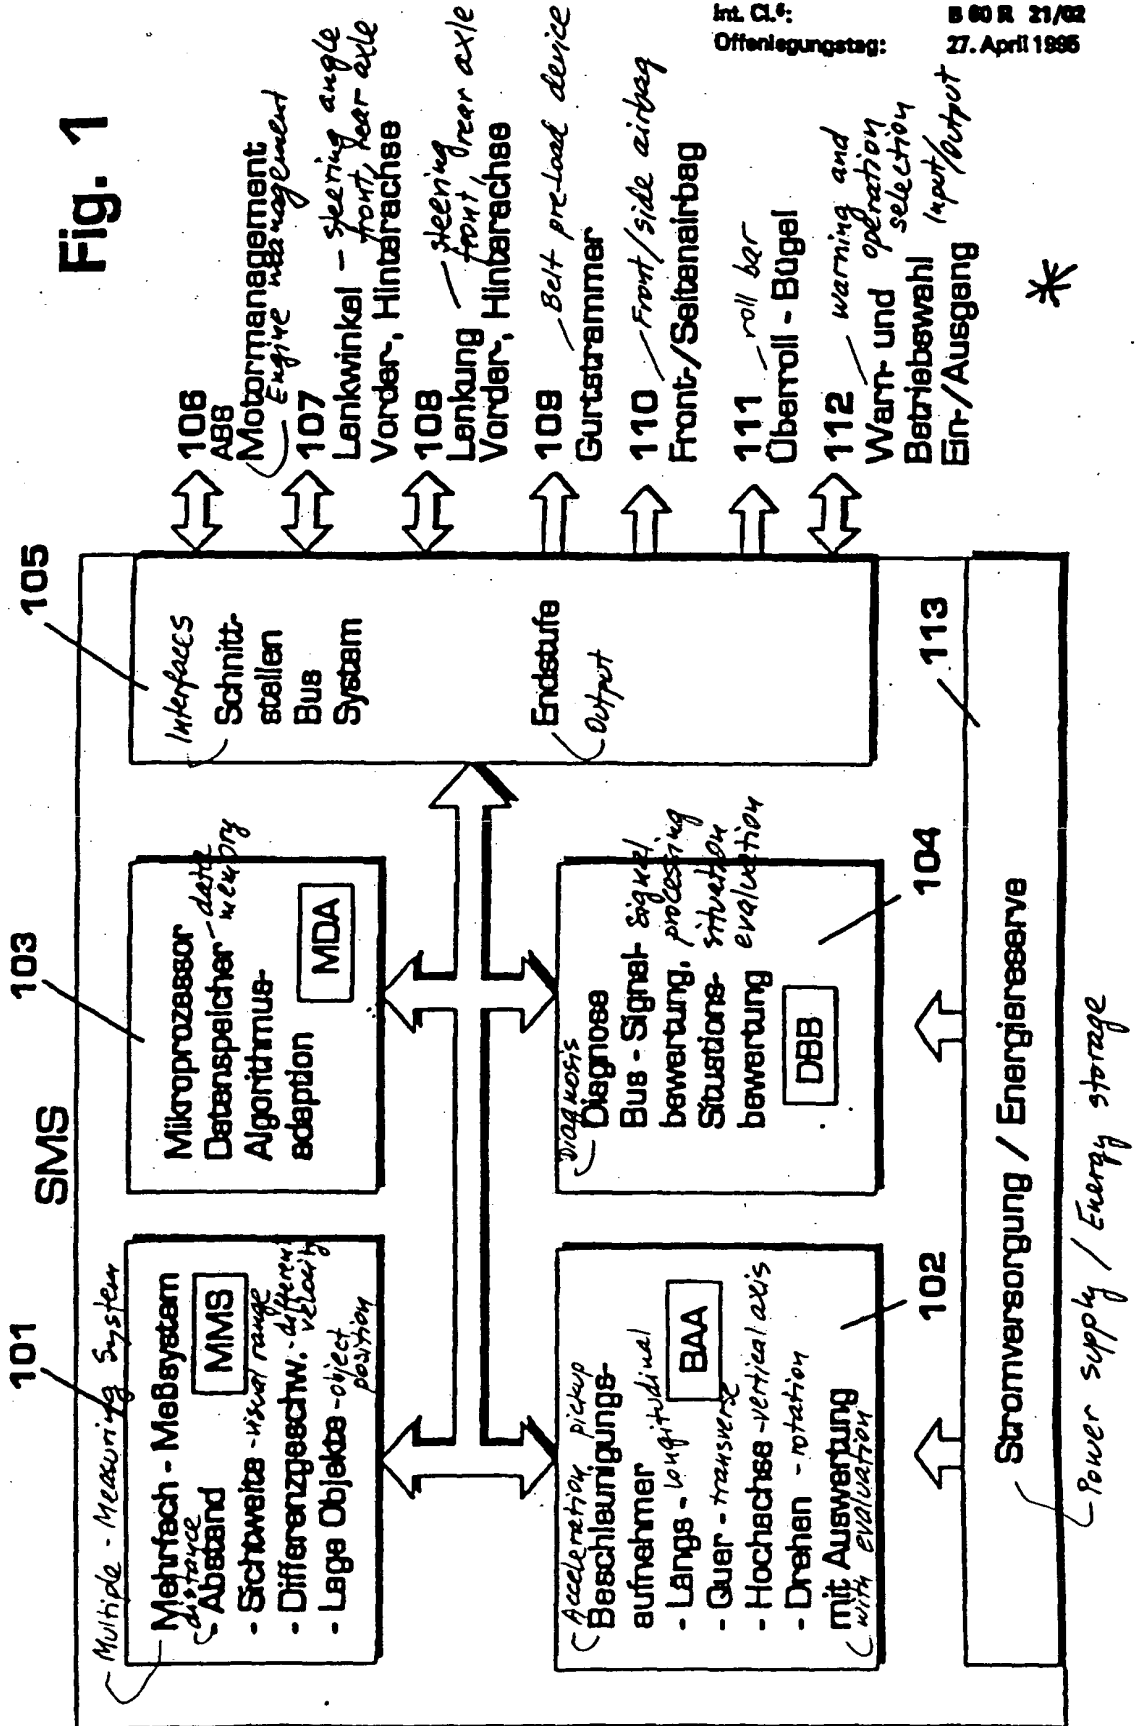 Int. Cl.⁶: B 60 R 21/02
Offenlegungstag: 27. April 1995
Fig. 1
SMS
101
Multiple - Measuring System
Mehrfach - Meßsystem
distance
- Abstand
MMS
- Sichtweite - visual range
- Differenzgeschw. - different velocity
- Lage Objekte - object position
103
Mikroprozessor
Datenspeicher - data memory
Algorithmus-
adaption
MDA
105
Interfaces
Schnitt-
stellen
Bus
System
Endstufe
Output
106
ABS
Motormanagement
Engine management
107
Lenkwinkel - steering angle
Vorder-, Hinterachse
front, rear axle
108
Lenkung - steering
Vorder-, Hinterachse
front, rear axle
109
Gurtstrammer
Belt pre-load device
110
Front-/Seitenairbag
Front/side airbag
111
Überroll - Bügel
roll bar
112
Warn- und
warning and
Betriebswahl
operation selection
Ein-/Ausgang
Input/Output
*
102
Acceleration pickup
Beschleunigungs-
aufnehmer
BAA
- Längs - longitudinal
- Quer - transverse
- Hochachse - vertical axis
- Drehen - rotation
mit Auswertung
with evaluation
104
Diagnosis
Diagnose
Bus - Signal- signal
bewertung, processing
Situations- situation
bewertung evaluation
DBB
113
Stromversorgung / Energiereserve
Power supply / Energy storage